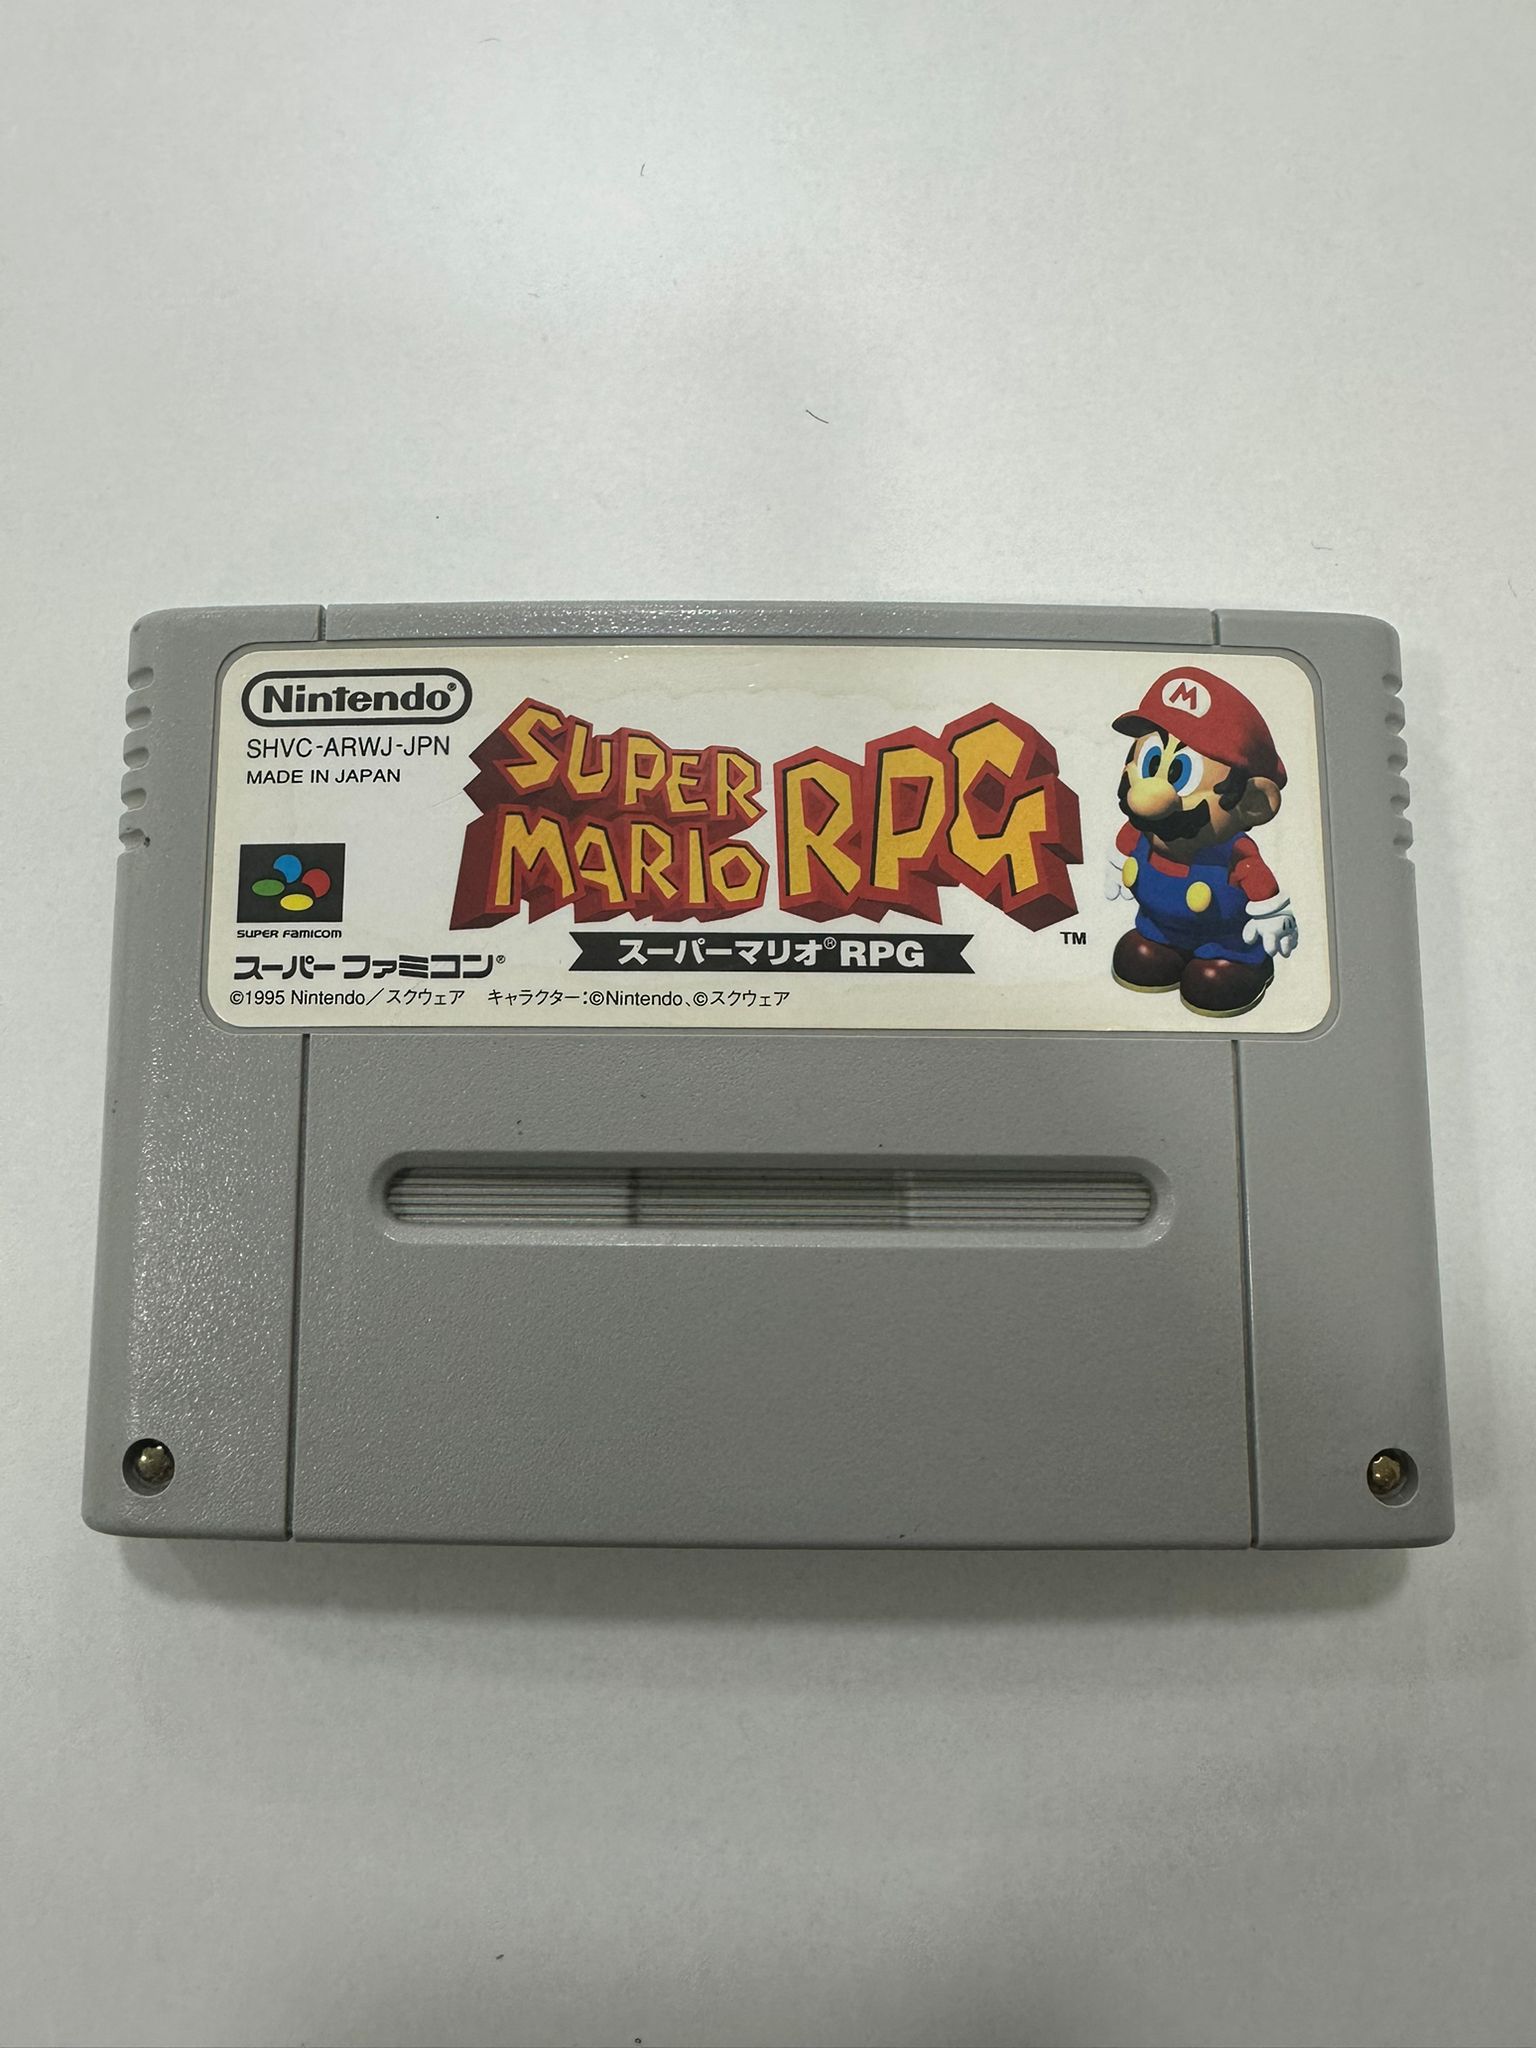 Nintendo®
SHVC-ARWJ-JPN
MADE IN JAPAN
SUPER
MARIO RPG
M
スーパーマリオ®RPG
TM
SUPER FAMICOM
スーパーファミコン®
©1995 Nintendo／スクウェア キャラクター：©Nintendo、©スクウェア